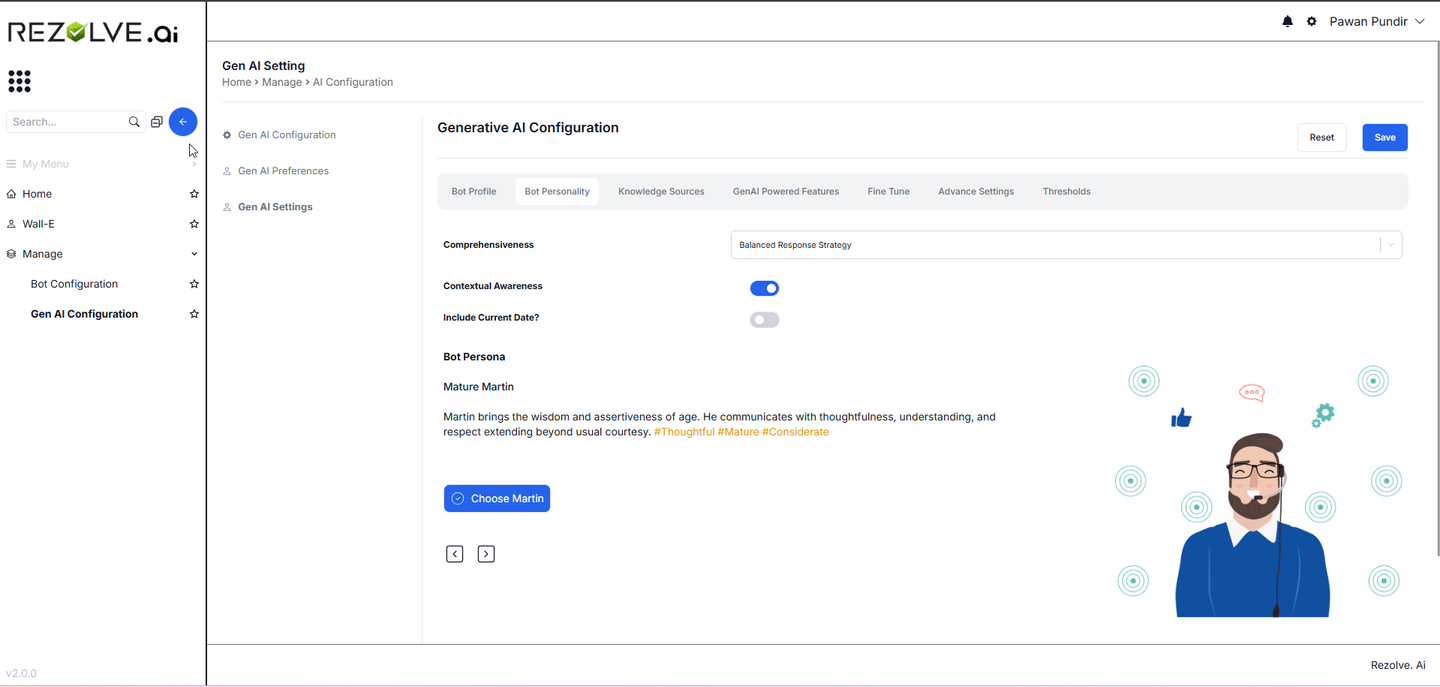 REZOLVE.ai
Pawan Pundir
Search...
My Menu
Home
Wall-E
Manage
Bot Configuration
Gen AI Configuration
v2.0.0
Gen AI Setting
Home > Manage > AI Configuration
Gen AI Configuration
Gen AI Preferences
Gen AI Settings
Generative AI Configuration
Reset
Save
Bot Profile
Bot Personality
Knowledge Sources
GenAI Powered Features
Fine Tune
Advance Settings
Thresholds
Comprehensiveness
Balanced Response Strategy
Contextual Awareness
Include Current Date?
Bot Persona
Mature Martin
Martin brings the wisdom and assertiveness of age. He communicates with thoughtfulness, understanding, and
respect extending beyond usual courtesy. #Thoughtful #Mature #Considerate
Choose Martin
Rezolve. Ai